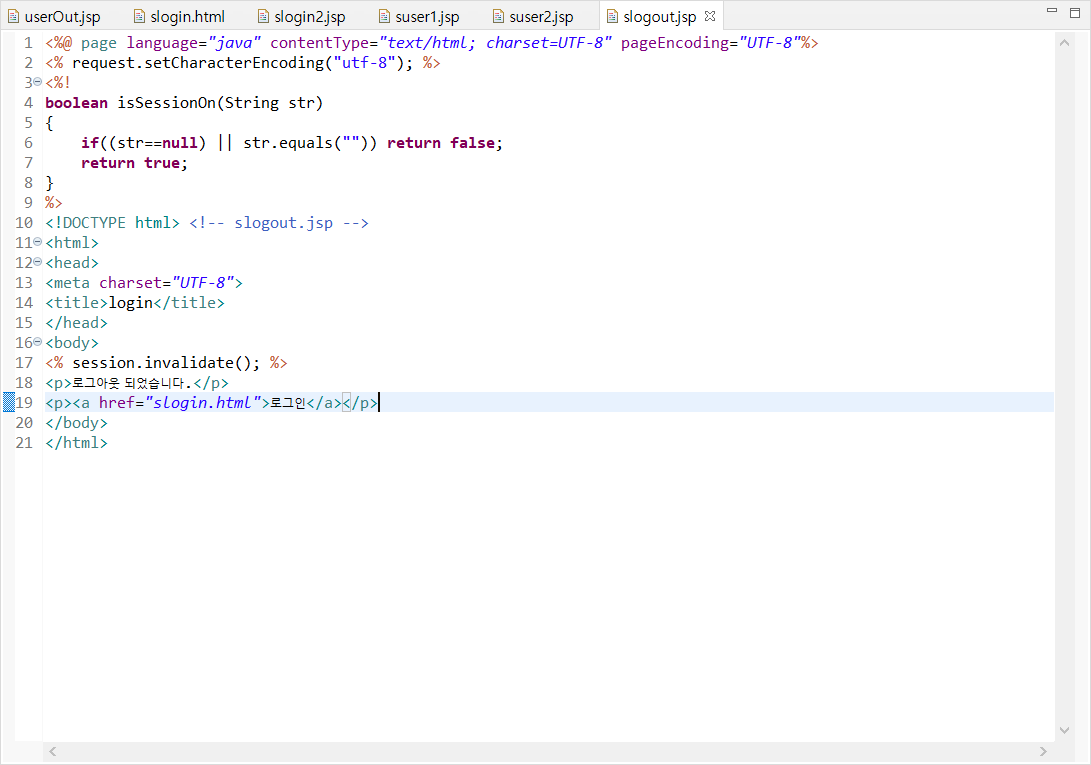 userOut.jsp slogin.html slogin2.jsp suser1.jsp suser2.jsp slogout.jsp
1 <%@ page language="java" contentType="text/html; charset=UTF-8" pageEncoding="UTF-8"%>
2 <% request.setCharacterEncoding("utf-8"); %>
3 <%!
4 boolean isSessionOn(String str)
5 {
6     if((str==null) || str.equals("")) return false;
7     return true;
8 }
9 %>
10 <!DOCTYPE html> <!-- slogout.jsp -->
11 <html>
12 <head>
13 <meta charset="UTF-8">
14 <title>login</title>
15 </head>
16 <body>
17 <% session.invalidate(); %>
18 <p>로그아웃 되었습니다.</p>
19 <p><a href="slogin.html">로그인</a></p>
20 </body>
21 </html>